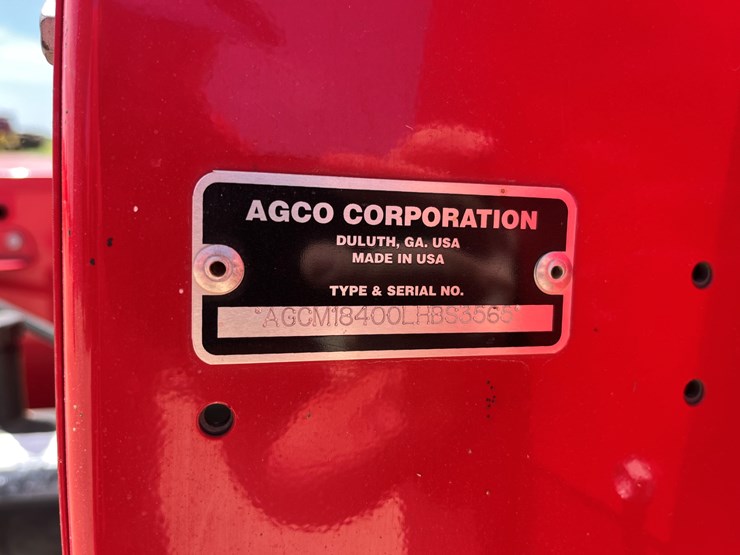 AGCO CORPORATION
DULUTH, GA. USA
MADE IN USA
TYPE & SERIAL NO.
*AGCM18400LHBS3565*